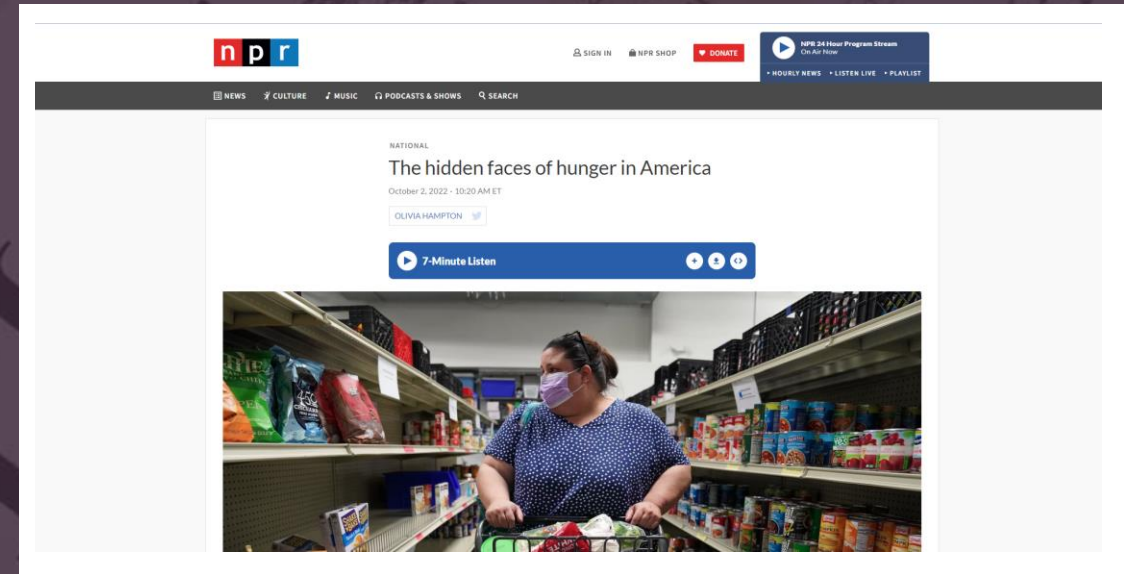 npr
SIGN IN
NPR SHOP
DONATE
NPR 24 Hour Program Stream
On Air Now
• HOURLY NEWS • LISTEN LIVE • PLAYLIST
NEWS CULTURE MUSIC PODCASTS & SHOWS SEARCH
NATIONAL
The hidden faces of hunger in America
October 2, 2022 · 10:20 AM ET
OLIVIA HAMPTON
7-Minute Listen